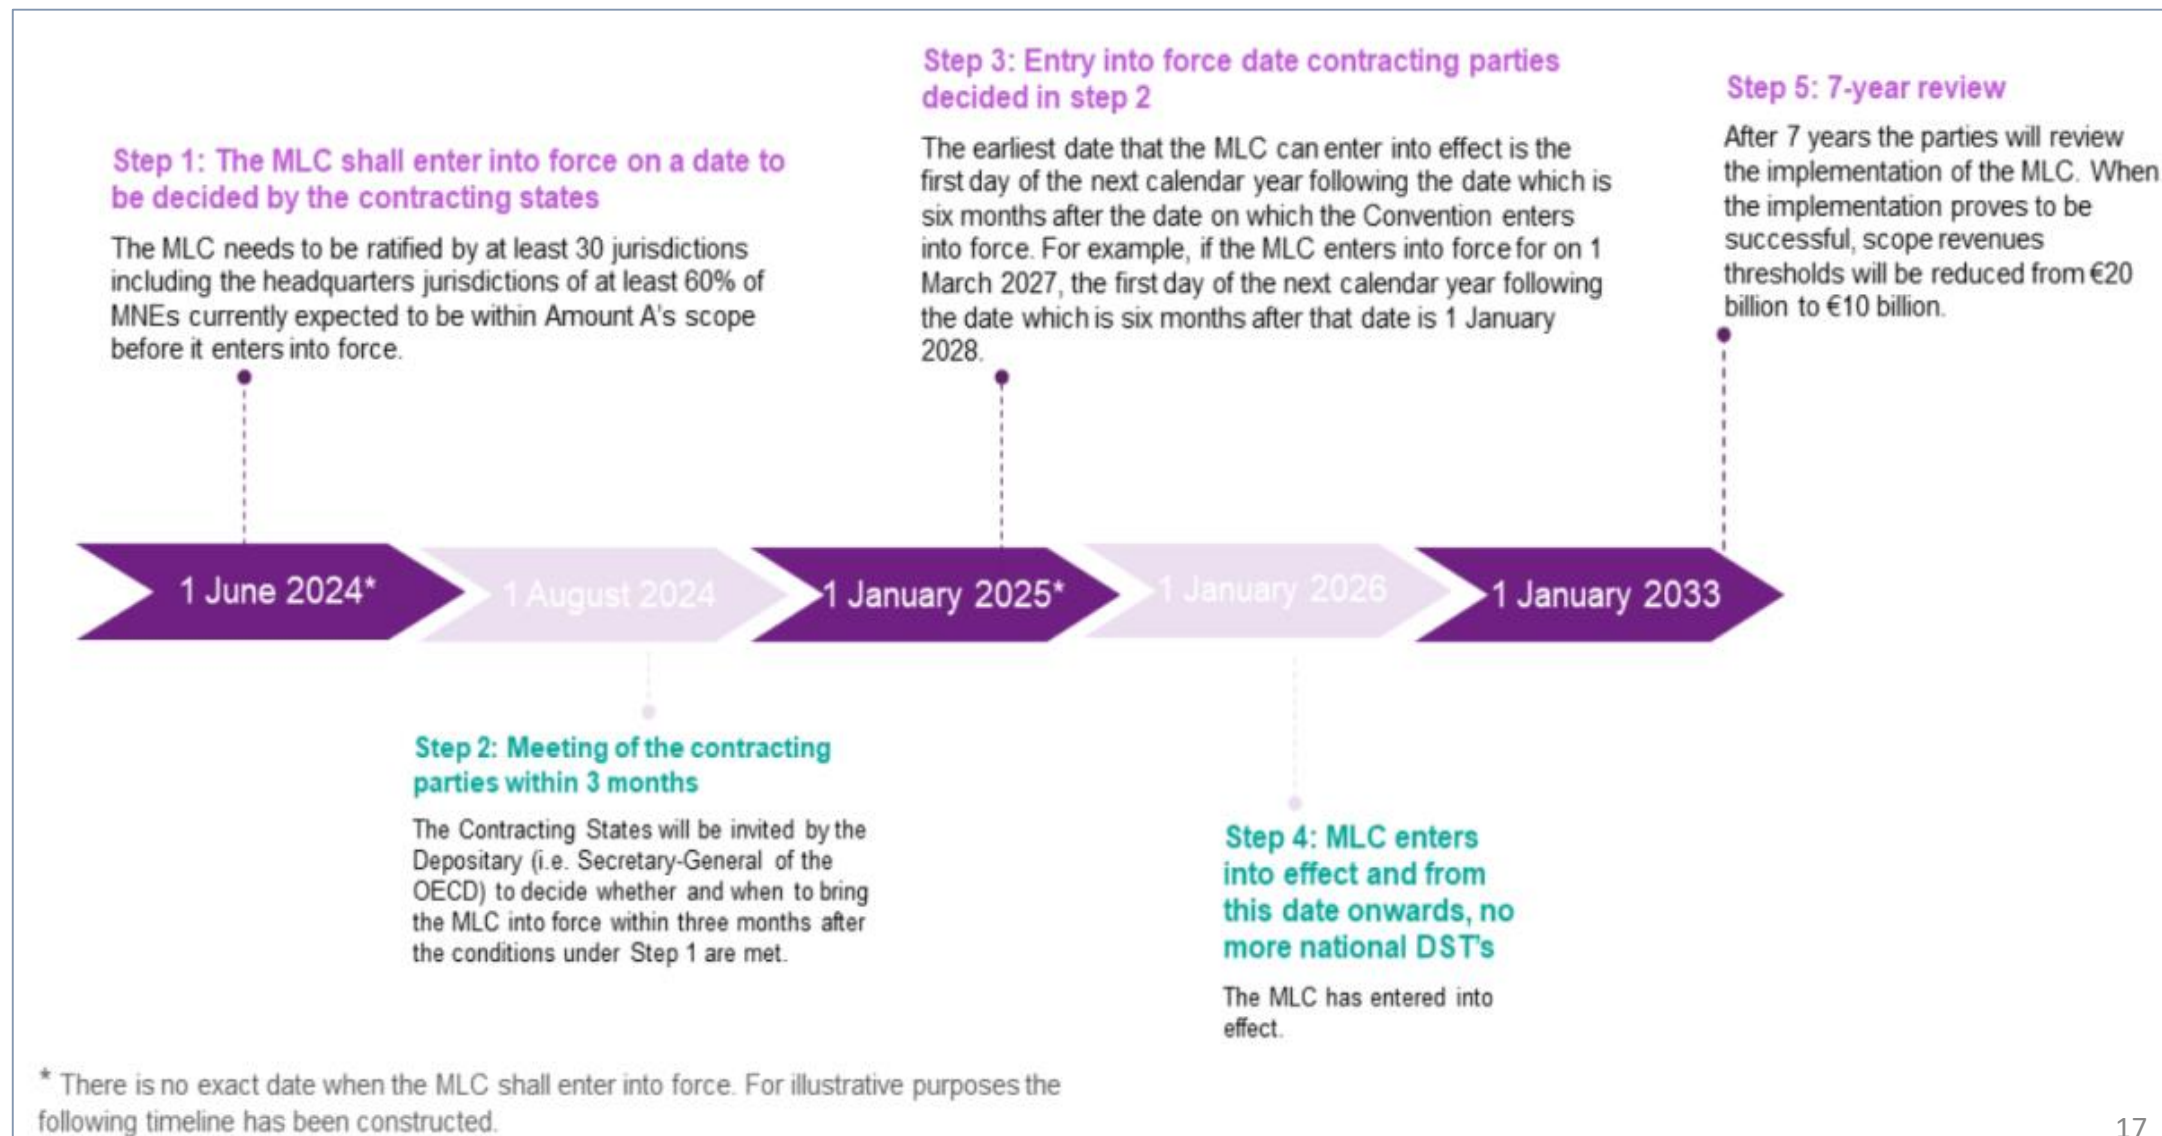 Step 1: The MLC shall enter into force on a date to
be decided by the contracting states
The MLC needs to be ratified by at least 30 jurisdictions
including the headquarters jurisdictions of at least 60% of
MNEs currently expected to be within Amount A's scope
before it enters into force.
Step 3: Entry into force date contracting parties
decided in step 2
The earliest date that the MLC can enter into effect is the
first day of the next calendar year following the date which is
six months after the date on which the Convention enters
into force. For example, if the MLC enters into force for on 1
March 2027, the first day of the next calendar year following
the date which is six months after that date is 1 January
2028.
Step 5: 7-year review
After 7 years the parties will review
the implementation of the MLC. When
the implementation proves to be
successful, scope revenues
thresholds will be reduced from €20
billion to €10 billion.
1 June 2024*
1 August 2024
1 January 2025*
1 January 2026
1 January 2033
Step 2: Meeting of the contracting
parties within 3 months
The Contracting States will be invited by the
Depositary (i.e. Secretary-General of the
OECD) to decide whether and when to bring
the MLC into force within three months after
the conditions under Step 1 are met.
Step 4: MLC enters
into effect and from
this date onwards, no
more national DST's
The MLC has entered into
effect.
* There is no exact date when the MLC shall enter into force. For illustrative purposes the
following timeline has been constructed.
17